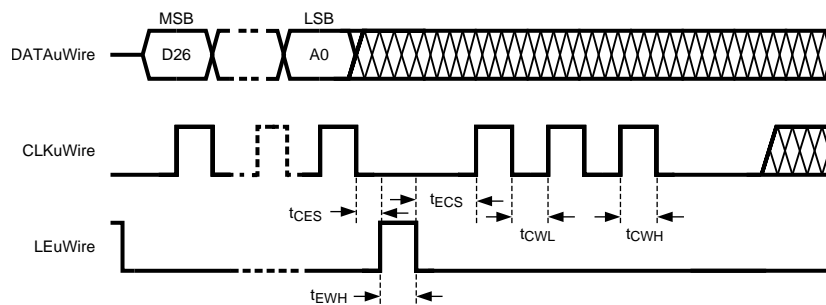 MSB LSB
DATAuWire D26 A0
CLKuWire
tECS
tCES tCWL tCWH
LEuWire
tEWH